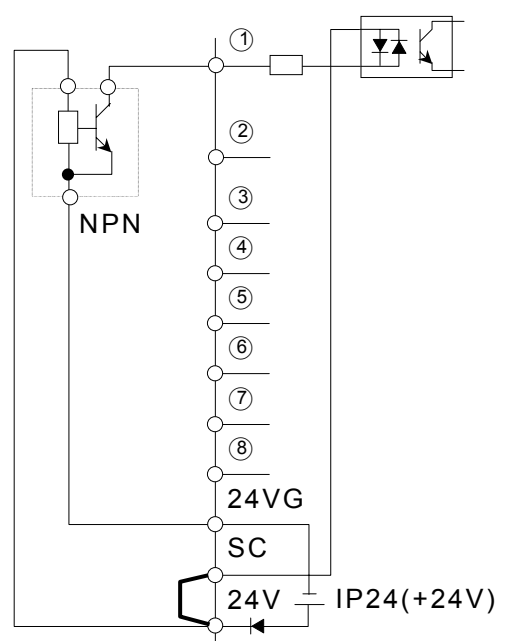 ①
②
③
NPN
④
⑤
⑥
⑦
⑧
24VG
SC
24V
IP24(+24V)